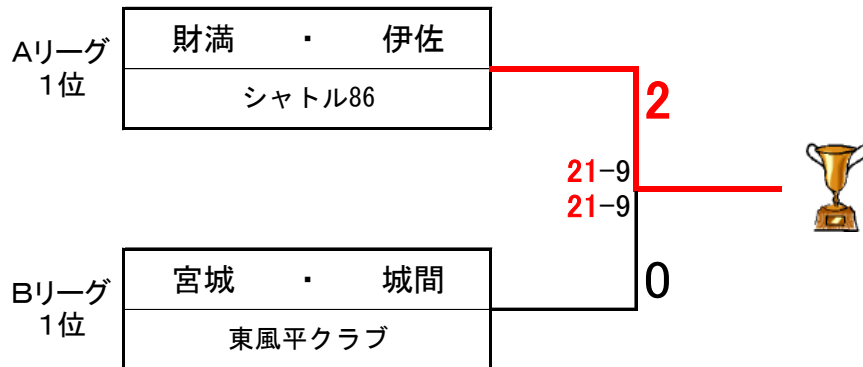 Aリーグ
1位
財満 ・ 伊佐
シャトル86
2
21-9
21-9
Bリーグ
1位
宮城 ・ 城間
東風平クラブ
0